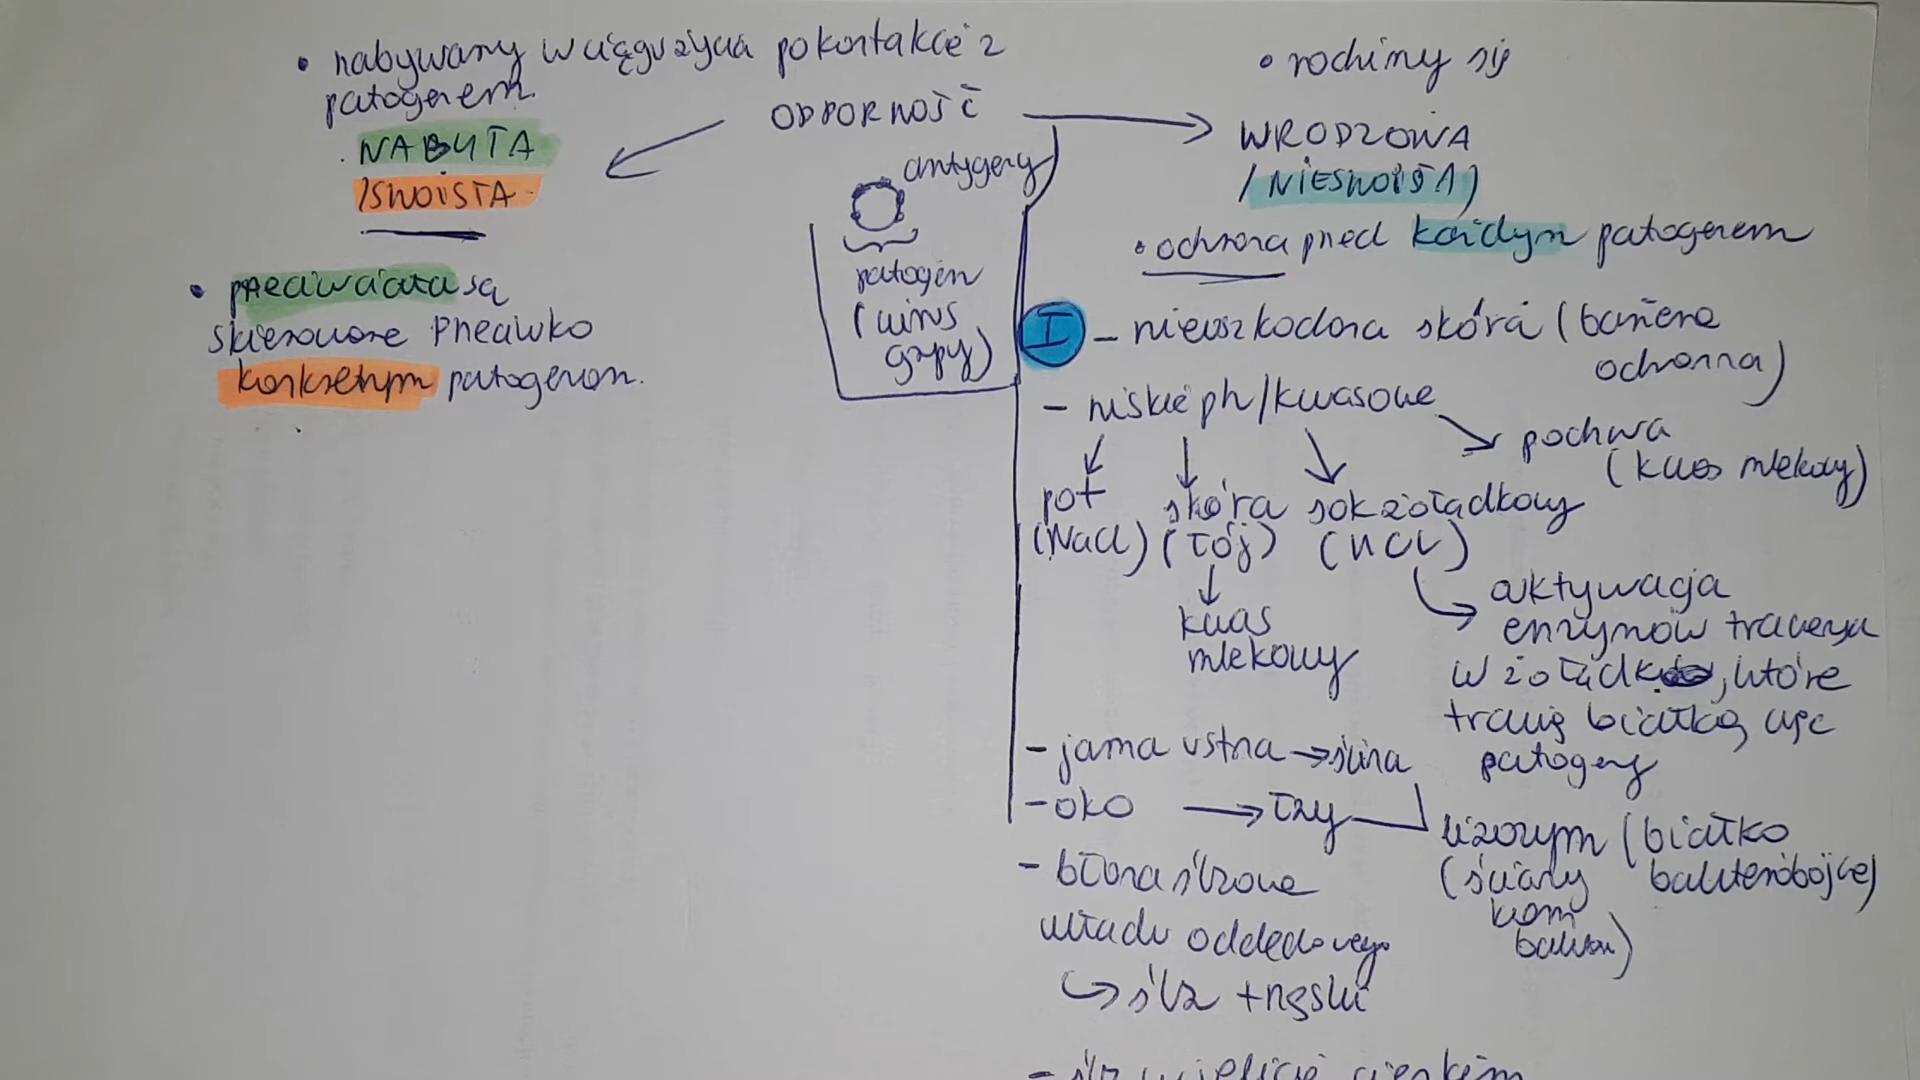 • nabywamy w ciągu życia po kontakcie z
patogenem
• rodzimy się
ODPORNOŚĆ
NABYTA
/SWOISTA
WRODZONA
/NIESWOISTA)
antygeny
patogen
(wirus
grypy)
• ochrona przed każdym patogenem
• przeciwciała są
skierowane przeciwko
konkretnym patogenom.
I – nieuszkodzona skóra (bariera
ochronna)
– niskie ph/kwasowe
pochwa
(kwas mlekowy)
pot skóra sok żołądkowy
(NaCl) (łój) (HCl)
kwas
mlekowy
aktywacja
enzymów trawienia
w żołądku, które
trawią białka, więc
patogeny
– jama ustna → ślina
– oko → łzy
lizozym (białko
bakteriobójcze)
(ściany
kom
bakterii)
– błona śluzowa
układu oddechowego
↳ śluz + rzęski